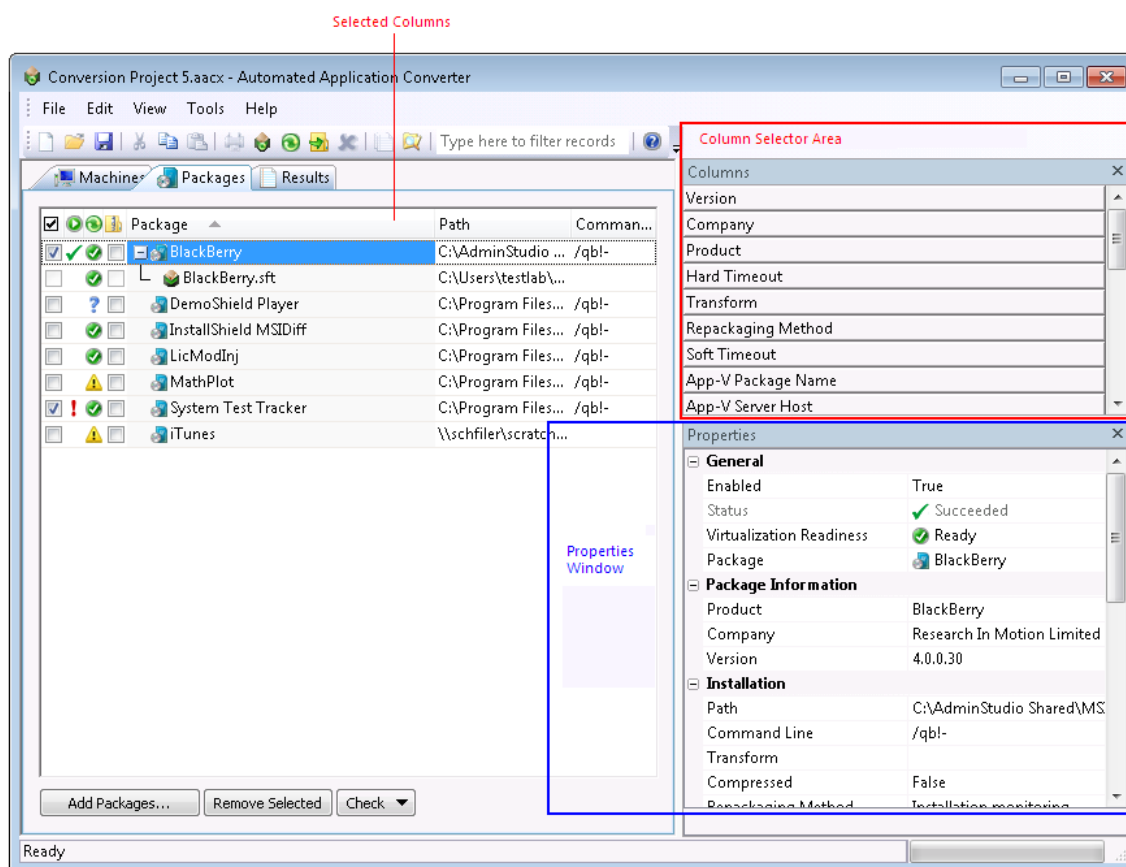 Selected Columns
Conversion Project 5.aacx - Automated Application Converter
File Edit View Tools Help
Type here to filter records
Column Selector Area
Machines Packages Results
Package Path Comman...
BlackBerry C:\AdminStudio ... /qb!-
BlackBerry.sft C:\Users\testlab\...
DemoShield Player C:\Program Files... /qb!-
InstallShield MSIDiff C:\Program Files... /qb!-
LicModInj C:\Program Files... /qb!-
MathPlot C:\Program Files... /qb!-
System Test Tracker C:\Program Files... /qb!-
iTunes \\schfiler\scratch...
Add Packages... Remove Selected Check
Columns
Version
Company
Product
Hard Timeout
Transform
Repackaging Method
Soft Timeout
App-V Package Name
App-V Server Host
Properties Window
Properties
General
Enabled True
Status Succeeded
Virtualization Readiness Ready
Package BlackBerry
Package Information
Product BlackBerry
Company Research In Motion Limited
Version 4.0.0.30
Installation
Path C:\AdminStudio Shared\MS
Command Line /qb!-
Transform
Compressed False
Repackaging Method Installation monitoring
Ready